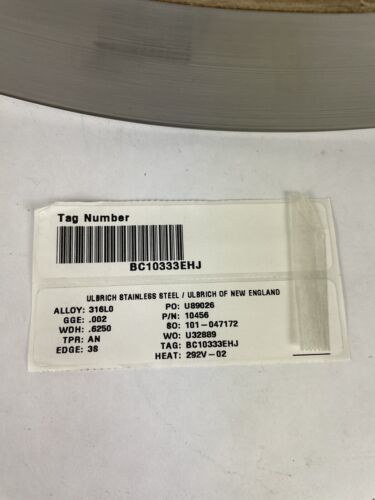 Tag Number
BC10333EHJ
ULBRICH STAINLESS STEEL / ULBRICH OF NEW ENGLAND
ALLOY: 316L0 PO: U89026
GGE: .002 P/N: 10456
WDH: .6250 SO: 101-047172
TPR: AN WO: U32889
EDGE: 3S TAG: BC10333EHJ
HEAT: 292V-02